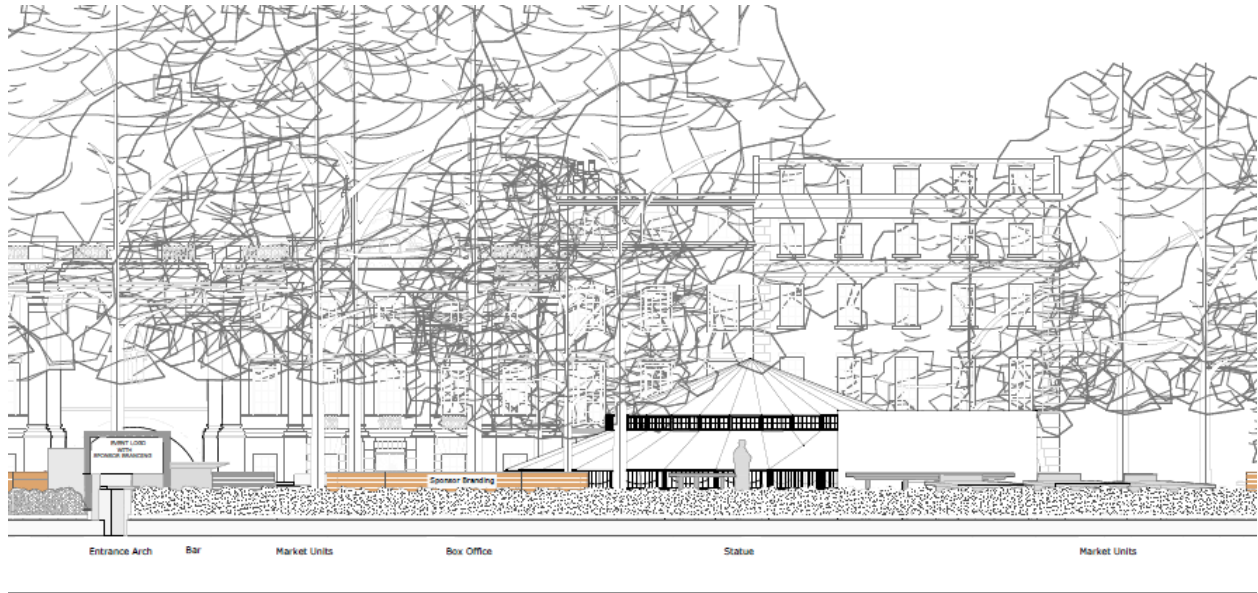 EVENT LOGO
WITH
SPONSOR BRANDING
Sponsor Branding
Entrance Arch
Bar
Market Units
Box Office
Statue
Market Units